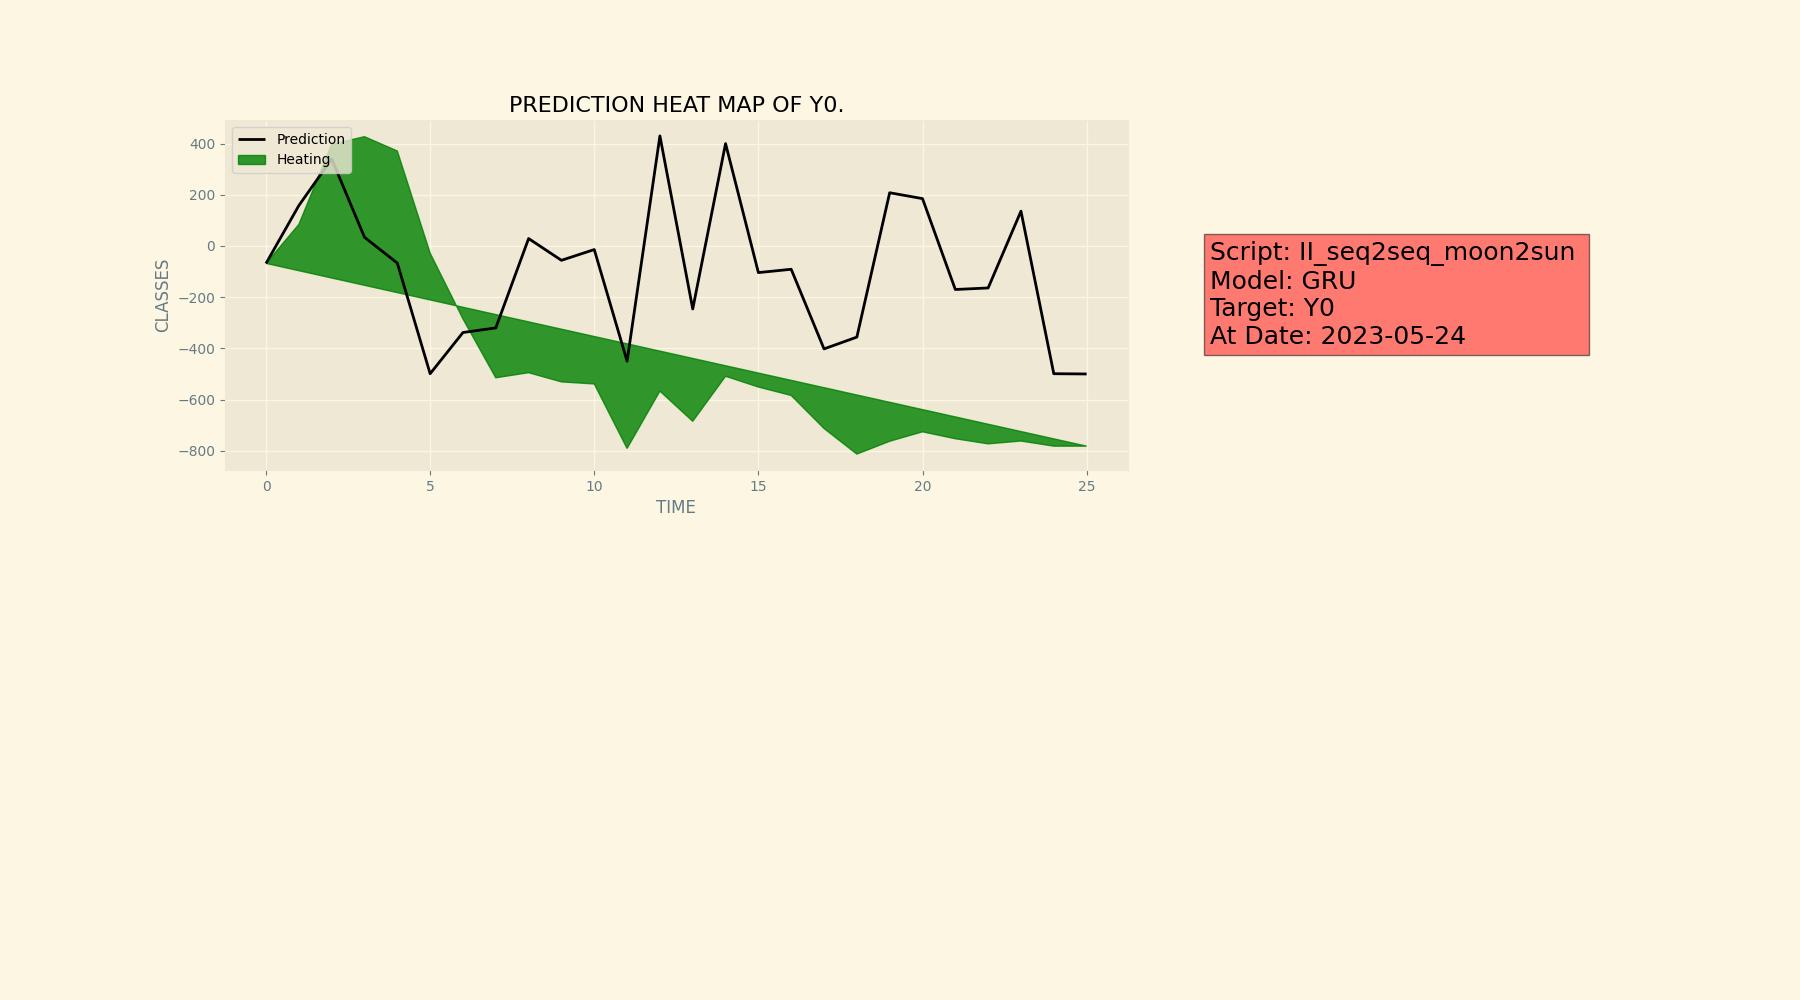 PREDICTION HEAT MAP OF Y0.
Prediction
Heating
400
200
0
−200
−400
−600
−800
CLASSES
0 5 10 15 20 25
TIME
Script: II_seq2seq_moon2sun
Model: GRU
Target: Y0
At Date: 2023-05-24